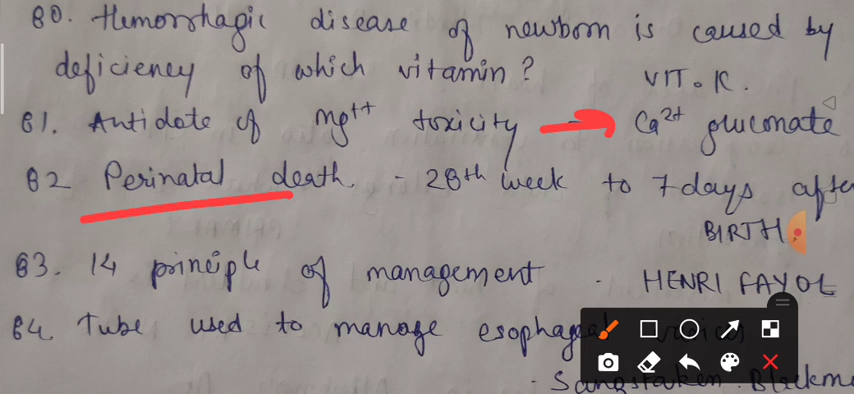 80. Hemorrhagic disease of newborn is caused by
deficiency of which vitamin? VIT. K.
81. Antidote of mg++ toxicity - Ca2+ gluconate
82 Perinatal death. - 28th week to 7 days after
BIRTH.
83. 14 principle of management - HENRI FAYOL
84. Tube used to manage esophageal